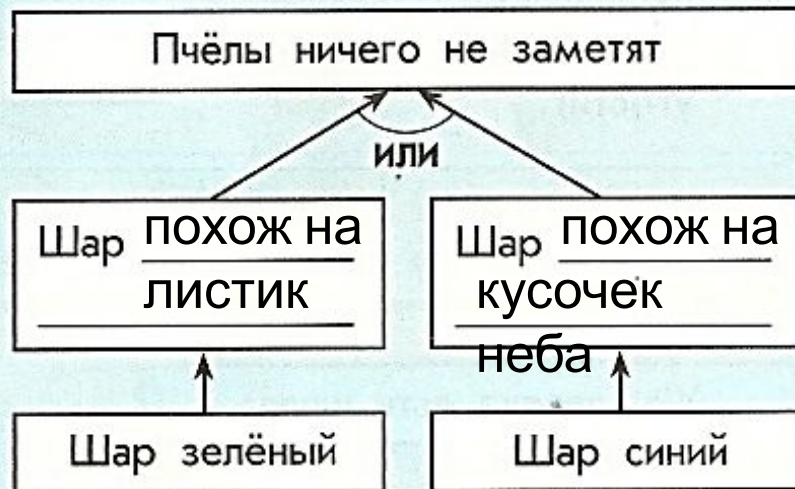 Пчёлы ничего не заметят
или
Шар похож на
листик
Шар похож на
кусочек
неба
Шар зелёный
Шар синий